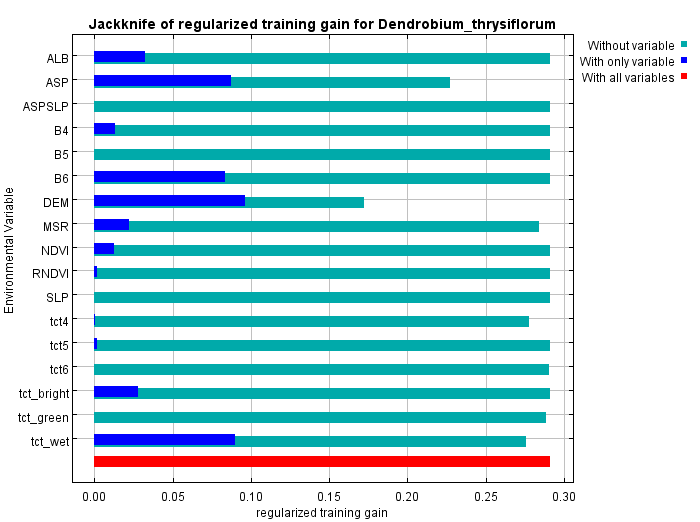 Jackknife of regularized training gain for Dendrobium_thrysiflorum
Without variable
With only variable
With all variables
Environmental Variable
ALB
ASP
ASPSLP
B4
B5
B6
DEM
MSR
NDVI
RNDVI
SLP
tct4
tct5
tct6
tct_bright
tct_green
tct_wet
0.00 0.05 0.10 0.15 0.20 0.25 0.30
regularized training gain